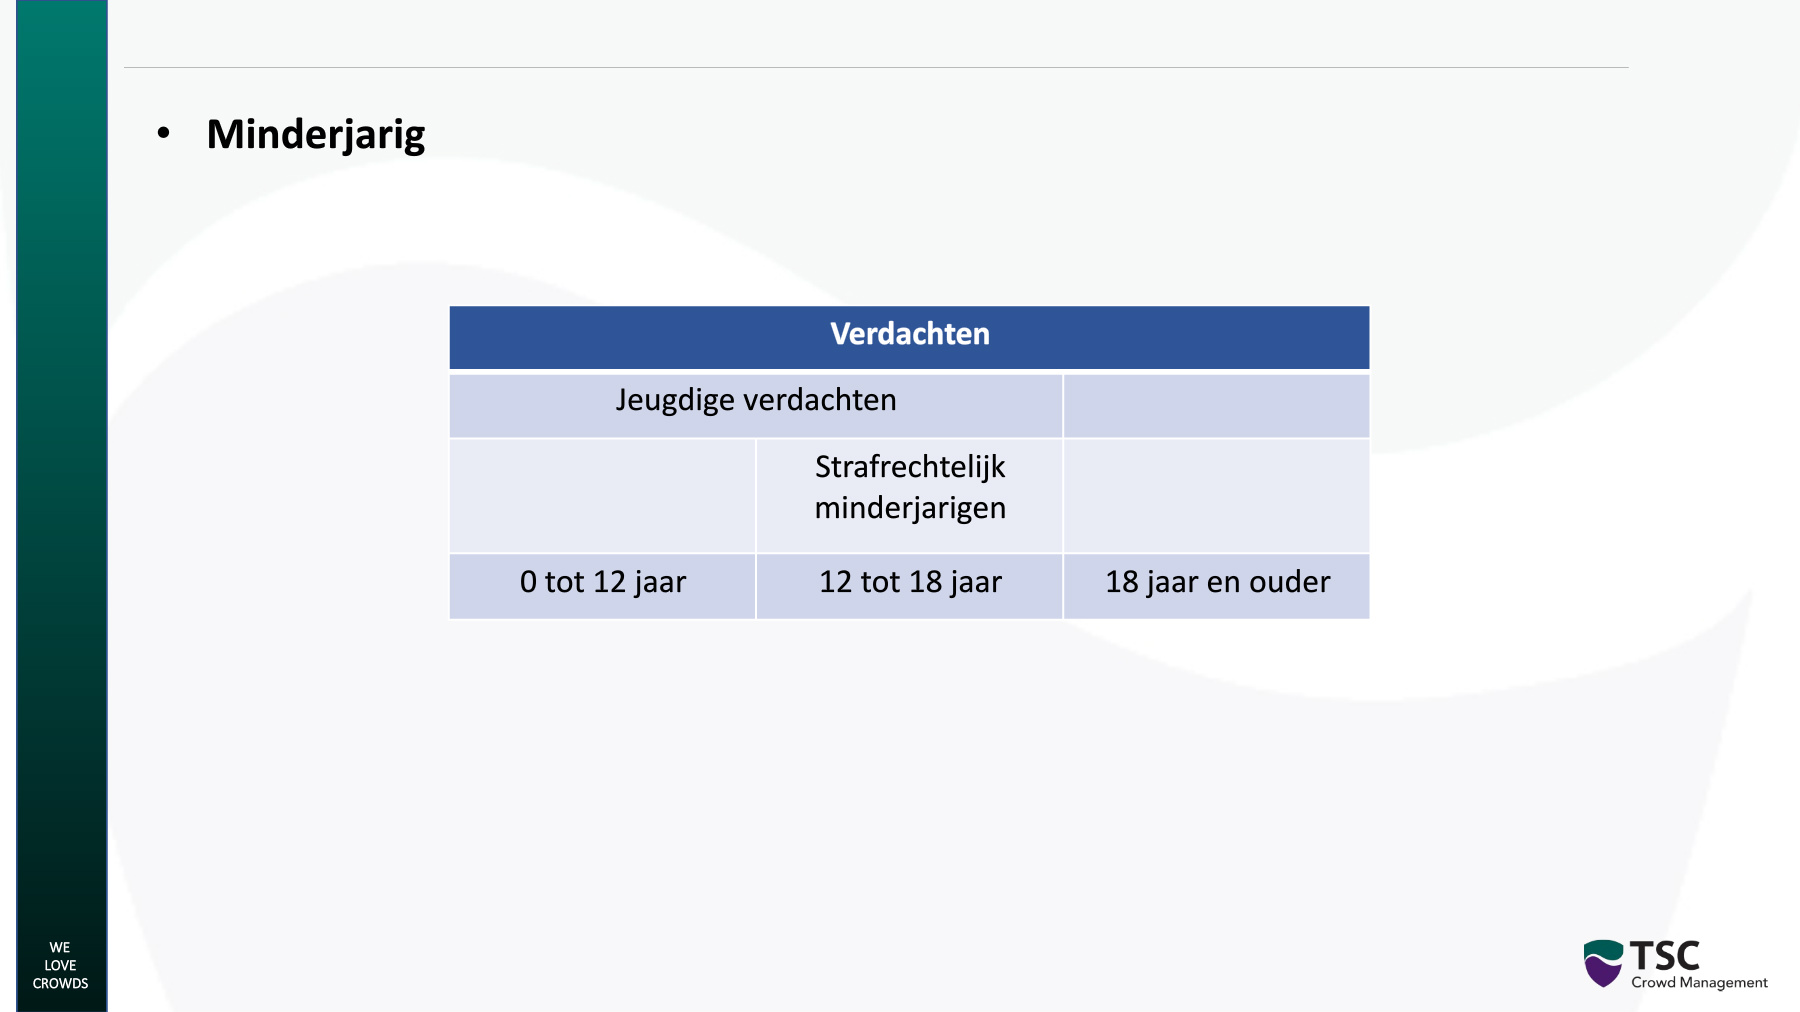 • Minderjarig
Verdachten
Jeugdige verdachten
Strafrechtelijk
minderjarigen
0 tot 12 jaar
12 tot 18 jaar
18 jaar en ouder
WE
LOVE
CROWDS
TSC
Crowd Management